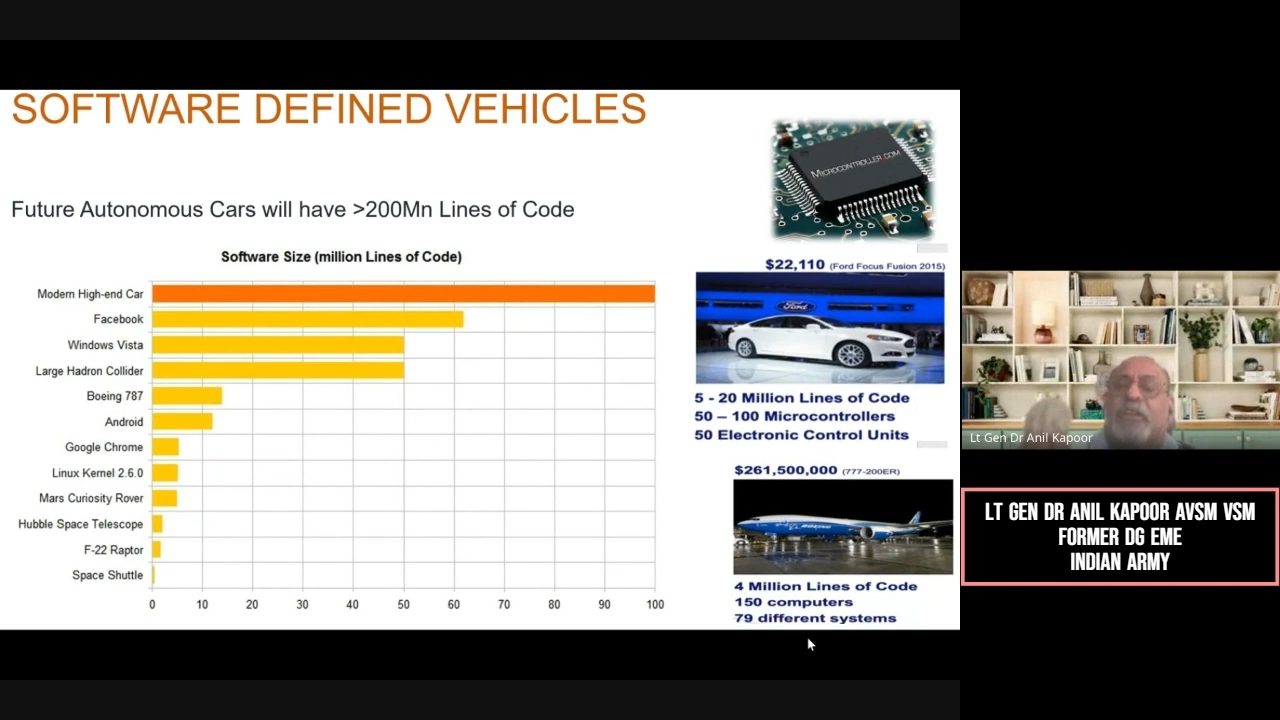 SOFTWARE DEFINED VEHICLES
Future Autonomous Cars will have >200Mn Lines of Code
Software Size (million Lines of Code)
Modern High-end Car
Facebook
Windows Vista
Large Hadron Collider
Boeing 787
Android
Google Chrome
Linux Kernel 2.6.0
Mars Curiosity Rover
Hubble Space Telescope
F-22 Raptor
Space Shuttle
0 10 20 30 40 50 60 70 80 90 100
MICROCONTROLLER.COM
$22,110 (Ford Focus Fusion 2015)
Ford
5 - 20 Million Lines of Code
50 – 100 Microcontrollers
50 Electronic Control Units
$261,500,000 (777-200ER)
BOEING
4 Million Lines of Code
150 computers
79 different systems
Lt Gen Dr Anil Kapoor
LT GEN DR ANIL KAPOOR AVSM VSM
FORMER DG EME
INDIAN ARMY